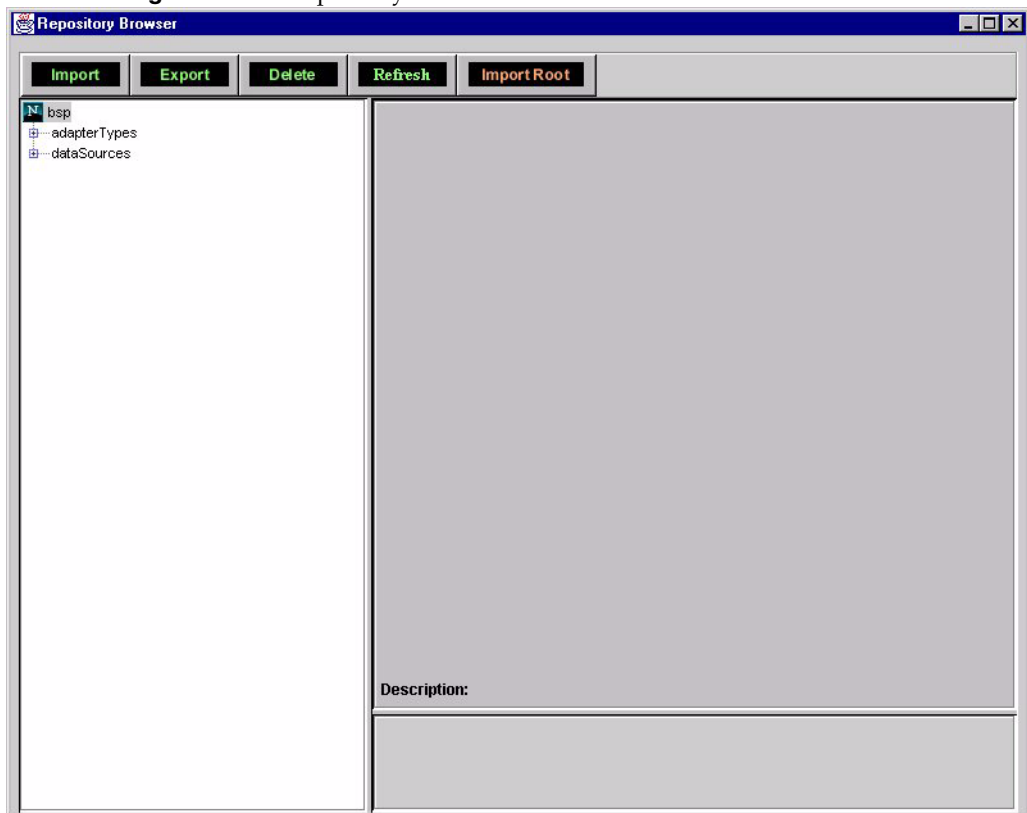 Repository Browser
Import Export Delete Refresh Import Root
N bsp
adapterTypes
dataSources
Description: